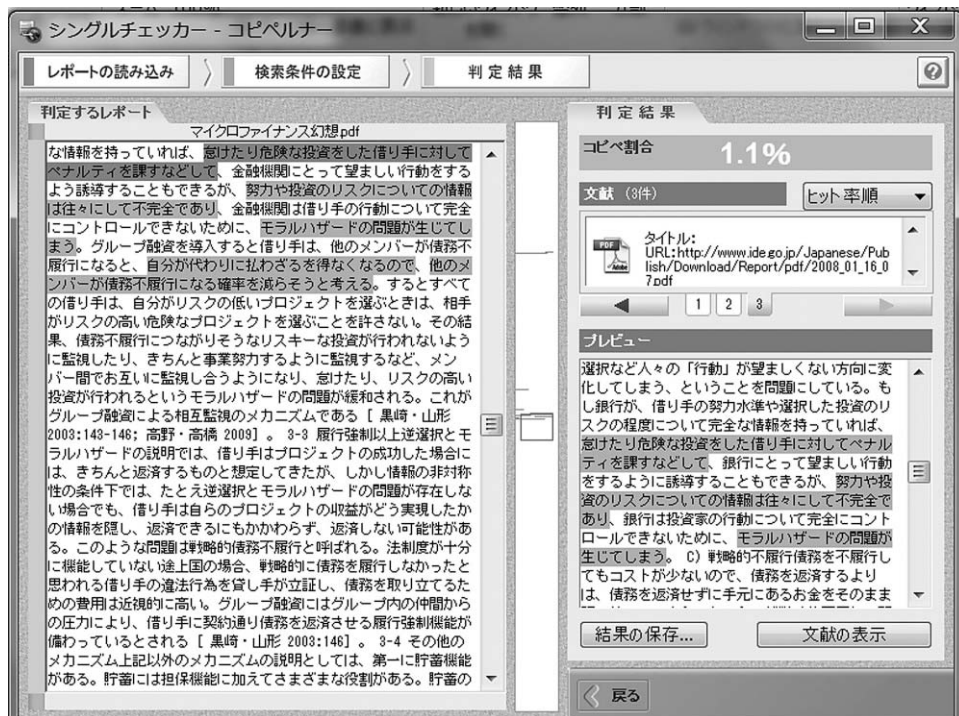 シングルチェッカー - コピペルナー
レポートの読み込み
検索条件の設定
判定結果
判定するレポート
マイクロファイナンス幻想.pdf
な情報を持っていれば、怠けたり危険な投資をした借り手に対して
ペナルティを課すなどして、金融機関にとって望ましい行動をする
よう誘導することもできるが、努力や投資のリスクについての情報
は往々にして不完全であり、金融機関は借り手の行動について完全
にコントロールできないために、モラルハザードの問題が生じてし
まう。グループ融資を導入すると借り手は、他のメンバーが債務不
履行になると、自分が代わりに払わざるを得なくなるので、他のメ
ンバーが債務不履行になる確率を減らそうと考える。するとすべて
の借り手は、自分がリスクの低いプロジェクトを選ぶときは、相手
がリスクの高い危険なプロジェクトを選ぶことを許さない。その結
果、債務不履行につながりそうなリスキーな投資が行われないよう
に監視したり、きちんと事業努力するように監視するなど、メン
バー間でお互いに監視し合うようになり、怠けたり、リスクの高い
投資が行われるというモラルハザードの問題が緩和される。これが
グループ融資による相互監視のメカニズムである [ 黒崎・山形
2003:143-146; 高野・高橋 2009] 。 3-3 履行強制以上逆選択とモ
ラルハザードの説明では、借り手はプロジェクトの成功した場合に
は、きちんと返済するものと想定してきたが、しかし情報の非対称
性の条件下では、たとえ逆選択とモラルハザードの問題が存在しな
い場合でも、借り手は自らのプロジェクトの収益がどう実現したか
の情報を隠し、返済できるにもかかわらず、返済しない可能性があ
る。このような問題は戦略的債務不履行と呼ばれる。法制度が十分
に機能していない途上国の場合、戦略的に債務を履行しなかったと
思われる借り手の違法行為を貸し手が立証し、債務を取り立てるた
めの費用は近視的に高い。グループ融資にはグループ内の仲間から
の圧力により、借り手に契約通り債務を返済させる履行強制機能が
備わっているとされる [ 黒崎・山形 2003:146] 。 3-4 その他の
メカニズム上記以外のメカニズムの説明としては、第一に貯蓄機能
がある。貯蓄には担保機能に加えてさまざまな役割がある。貯蓄の
判定結果
コピペ割合 1.1%
文献 (3件)
ヒット率順
タイトル:
URL:http://www.ide.go.jp/Japanese/Pub
lish/Download/Report/pdf/2008_01_16_0
7.pdf
1 2 3
プレビュー
選択など人々の「行動」が望ましくない方向に変
化してしまう、ということを問題にしている。も
し銀行が、借り手の努力水準や選択した投資のリ
スクの程度について完全な情報を持っていれば、
怠けたり危険な投資をした借り手に対してペナル
ティを課すなどして、銀行にとって望ましい行動
をするように誘導することもできるが、努力や投
資のリスクについての情報は往々にして不完全で
あり、銀行は投資家の行動について完全にコント
ロールできないために、モラルハザードの問題が
生じてしまう。 C) 戦略的不履行債務を不履行し
てもコストが少ないので、債務を返済するより
は、債務を返済せずに手元にあるお金をそのまま
結果の保存...
文献の表示
戻る